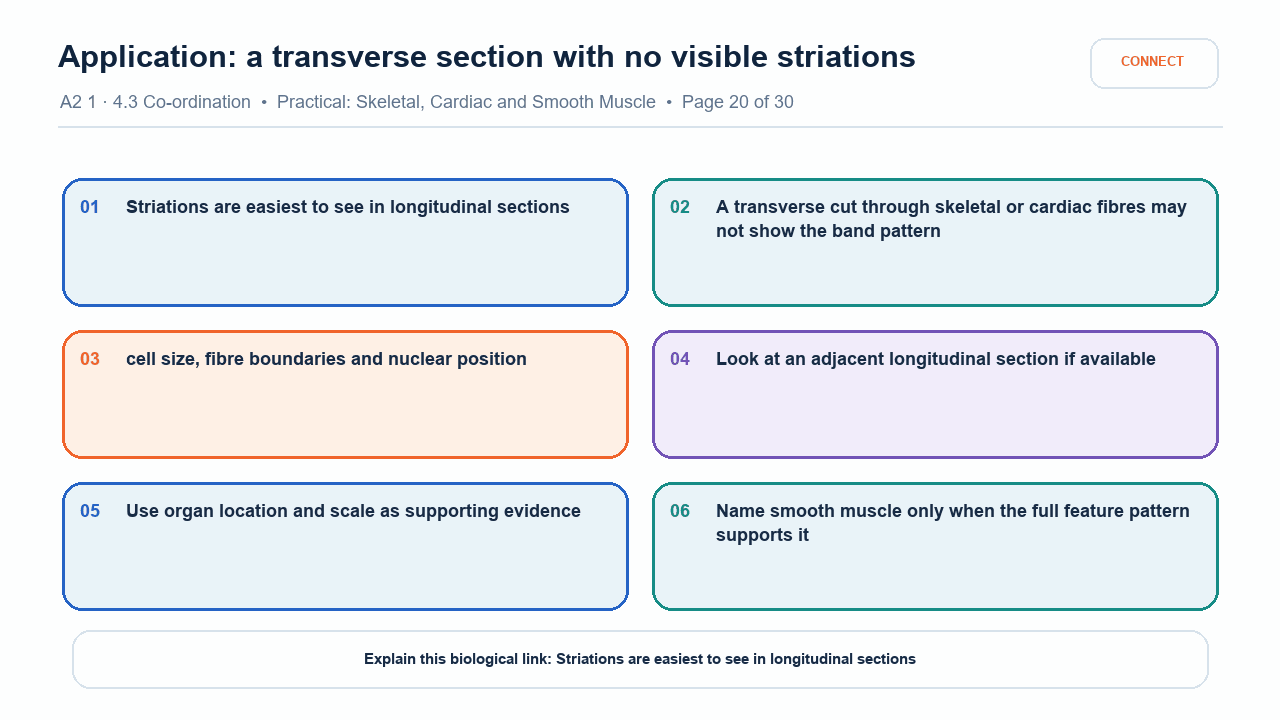 Application: a transverse section with no visible striations
CONNECT
A2 1 · 4.3 Co-ordination • Practical: Skeletal, Cardiac and Smooth Muscle • Page 20 of 30
01 Striations are easiest to see in longitudinal sections
02 A transverse cut through skeletal or cardiac fibres may
not show the band pattern
03 cell size, fibre boundaries and nuclear position
04 Look at an adjacent longitudinal section if available
05 Use organ location and scale as supporting evidence
06 Name smooth muscle only when the full feature pattern
supports it
Explain this biological link: Striations are easiest to see in longitudinal sections